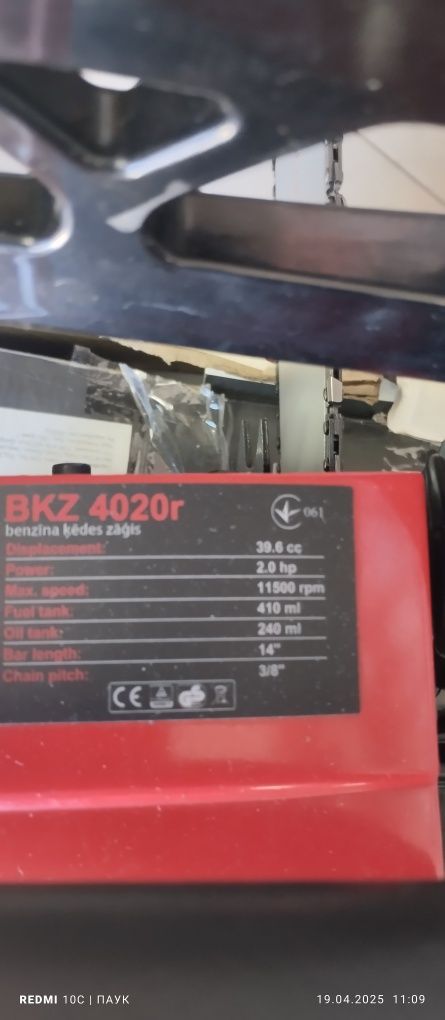 BKZ 4020r
061
benzīna ķēdes zāģis
Displacement: 39.6 cc
Power: 2.0 hp
Max. speed: 11500 rpm
Fuel tank: 410 ml
Oil tank: 240 ml
Bar length: 14"
Chain pitch: 3/8"
CE
REDMI 10C | ПАУК
19.04.2025 11:09